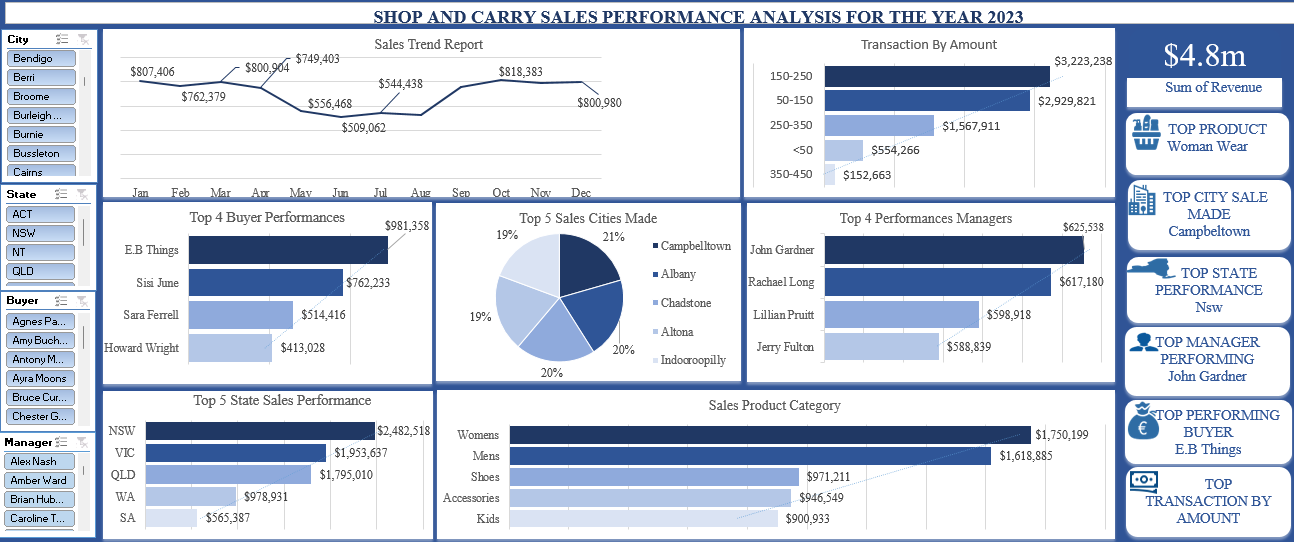 SHOP AND CARRY SALES PERFORMANCE ANALYSIS FOR THE YEAR 2023
City
Bendigo
Berri
Broome
Burleigh ...
Burnie
Bussleton
Cairns
State
ACT
NSW
NT
QLD
Buyer
Agnes Pa...
Amy Buch...
Antony M...
Ayra Moons
Bruce Cur...
Chester G...
Manager
Alex Nash
Amber Ward
Brian Hub...
Caroline T...
Sales Trend Report
$807,406
$762,379
$800,904
$749,403
$556,468
$509,062
$544,438
$818,383
$800,980
Jan Feb Mar Apr May Jun Jul Aug Sep Oct Nov Dec
Transaction By Amount
150-250 $3,223,238
50-150 $2,929,821
250-350 $1,567,911
<50 $554,266
350-450 $152,663
Top 4 Buyer Performances
E.B Things $981,358
Sisi June $762,233
Sara Ferrell $514,416
Howard Wright $413,028
Top 5 Sales Cities Made
21%
20%
20%
19%
19%
Campbelltown
Albany
Chadstone
Altona
Indooroopilly
Top 4 Performances Managers
John Gardner $625,538
Rachael Long $617,180
Lillian Pruitt $598,918
Jerry Fulton $588,839
Top 5 State Sales Performance
NSW $2,482,518
VIC $1,953,637
QLD $1,795,010
WA $978,931
SA $565,387
Sales Product Category
Womens $1,750,199
Mens $1,618,885
Shoes $971,211
Accessories $946,549
Kids $900,933
$4.8m
Sum of Revenue
TOP PRODUCT
Woman Wear
TOP CITY SALE
MADE
Campbeltown
TOP STATE
PERFORMANCE
Nsw
TOP MANAGER
PERFORMING
John Gardner
€
TOP PERFORMING
BUYER
E.B Things
TOP
TRANSACTION BY
AMOUNT